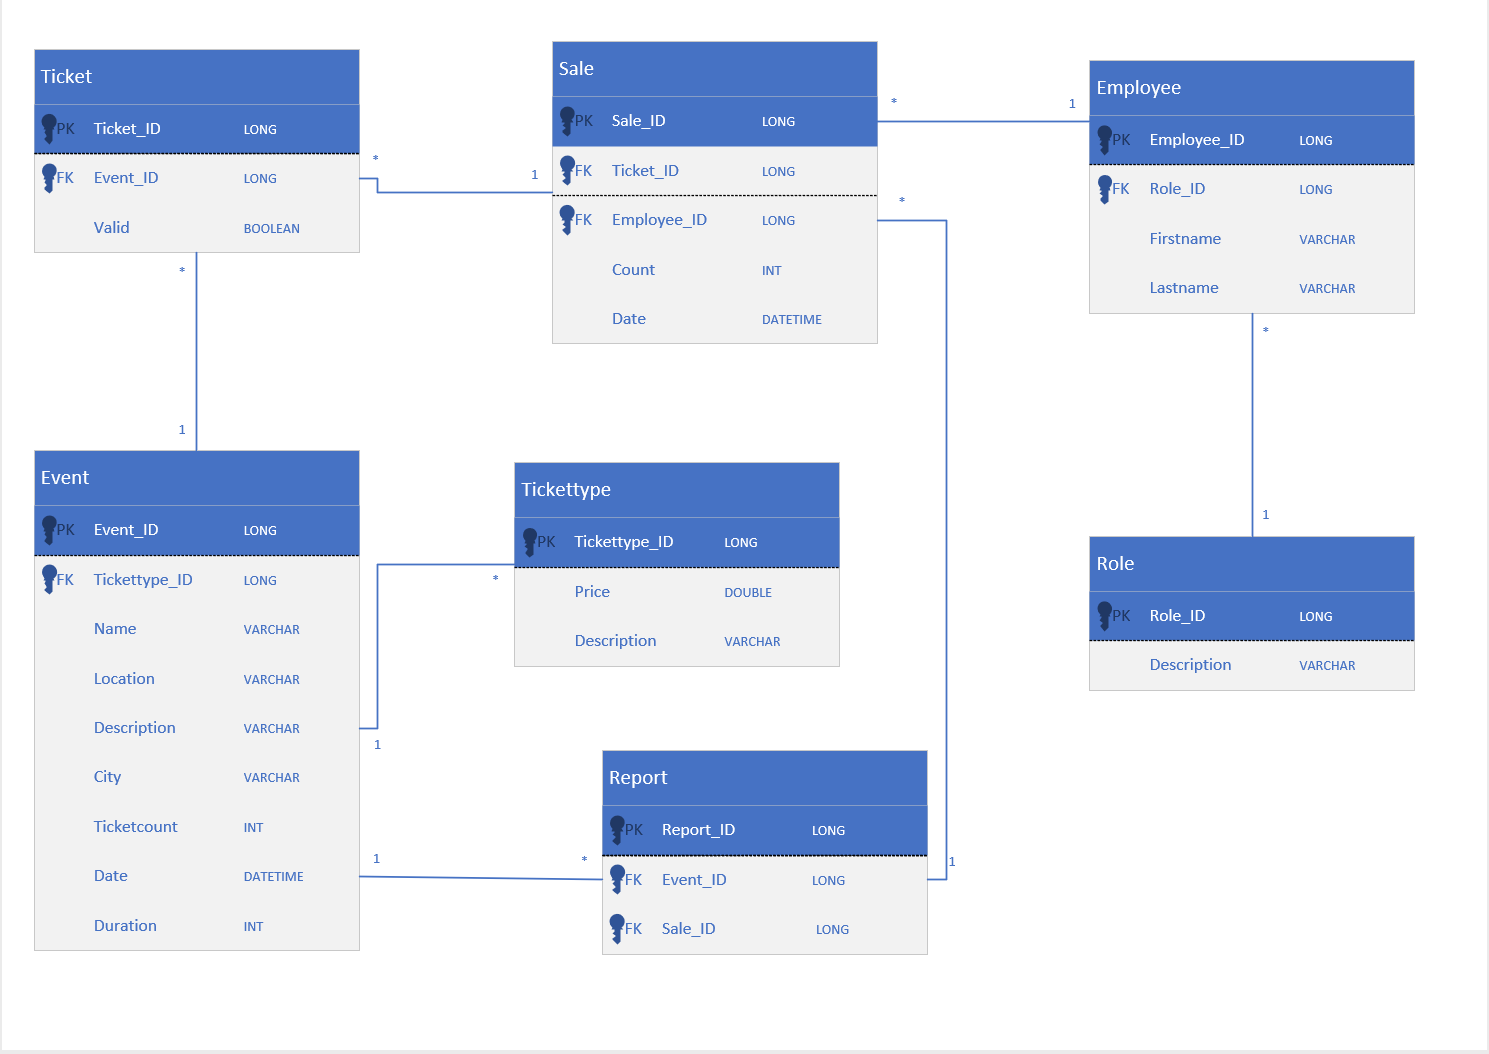 Ticket
PK Ticket_ID LONG
FK Event_ID LONG
Valid BOOLEAN
*
1
*
1
Sale
PK Sale_ID LONG
FK Ticket_ID LONG
FK Employee_ID LONG
Count INT
Date DATETIME
*
1
*
1
Employee
PK Employee_ID LONG
FK Role_ID LONG
Firstname VARCHAR
Lastname VARCHAR
*
1
Event
PK Event_ID LONG
FK Tickettype_ID LONG
Name VARCHAR
Location VARCHAR
Description VARCHAR
City VARCHAR
Ticketcount INT
Date DATETIME
Duration INT
*
1
1
*
Tickettype
PK Tickettype_ID LONG
Price DOUBLE
Description VARCHAR
Role
PK Role_ID LONG
Description VARCHAR
Report
PK Report_ID LONG
FK Event_ID LONG
FK Sale_ID LONG